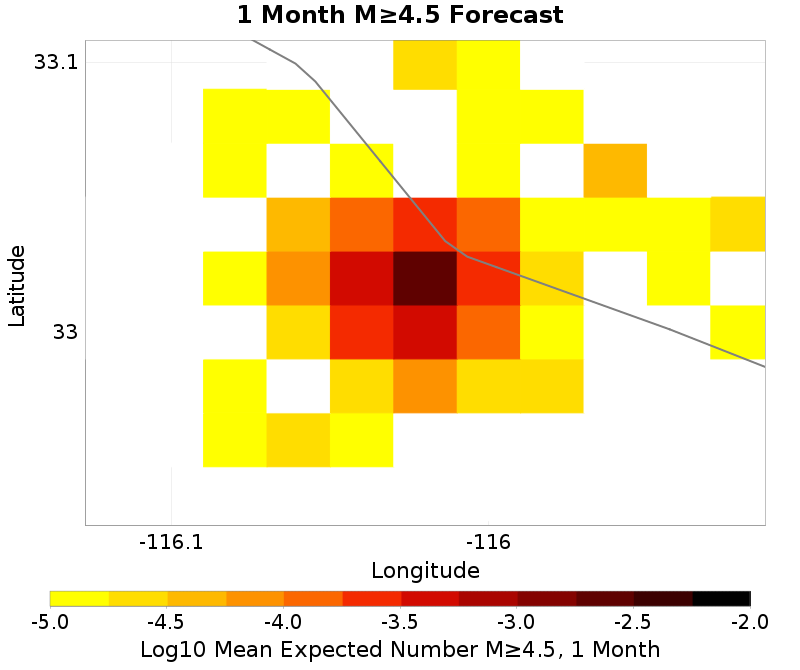 1 Month M≥4.5 Forecast
33.1
33
Latitude
-116.1 -116
Longitude
-5.0 -4.5 -4.0 -3.5 -3.0 -2.5 -2.0
Log10 Mean Expected Number M≥4.5, 1 Month